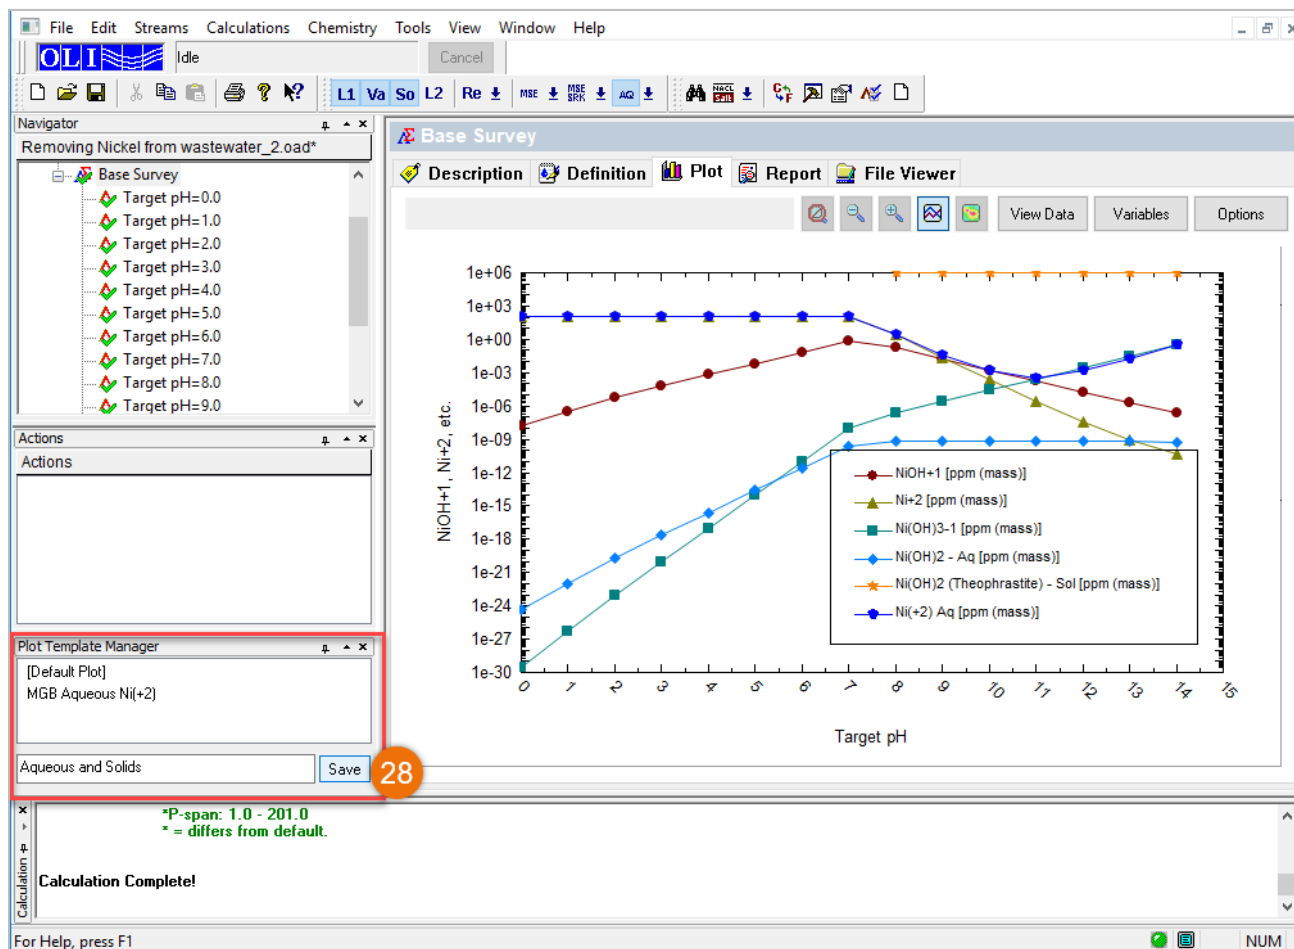 File Edit Streams Calculations Chemistry Tools View Window Help
OLI Idle Cancel
L1 Va So L2 Re MSE MSE SRK AQ NACL Salt C F
Navigator
Removing Nickel from wastewater_2.oad*
Base Survey
Target pH=0.0
Target pH=1.0
Target pH=2.0
Target pH=3.0
Target pH=4.0
Target pH=5.0
Target pH=6.0
Target pH=7.0
Target pH=8.0
Target pH=9.0
Actions
Actions
Plot Template Manager
[Default Plot]
MGB Aqueous Ni(+2)
Aqueous and Solids Save 28
Base Survey
Description Definition Plot Report File Viewer
View Data Variables Options
1e+06
1e+03
1e+00
1e-03
1e-06
1e-09
1e-12
1e-15
1e-18
1e-21
1e-24
1e-27
1e-30
NiOH+1, Ni+2, etc.
0 1 2 3 4 5 6 7 8 9 10 11 12 13 14 15
Target pH
NiOH+1 [ppm (mass)]
Ni+2 [ppm (mass)]
Ni(OH)3-1 [ppm (mass)]
Ni(OH)2 - Aq [ppm (mass)]
Ni(OH)2 (Theophrastite) - Sol [ppm (mass)]
Ni(+2) Aq [ppm (mass)]
Calculation
*P-span: 1.0 - 201.0
* = differs from default.
Calculation Complete!
For Help, press F1 NUM